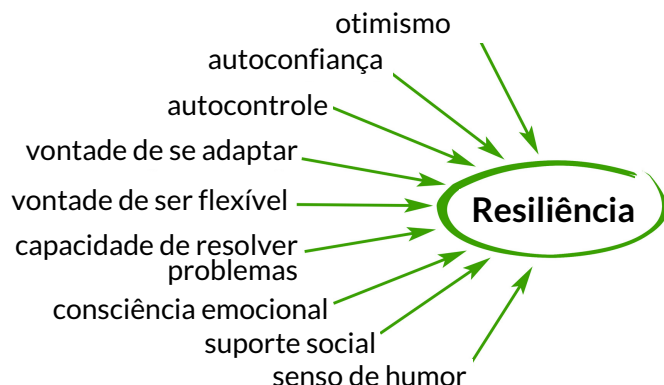 otimismo
autoconfiança
autocontrole
vontade de se adaptar
vontade de ser flexível
Resiliência
capacidade de resolver
problemas
consciência emocional
suporte social
senso de humor